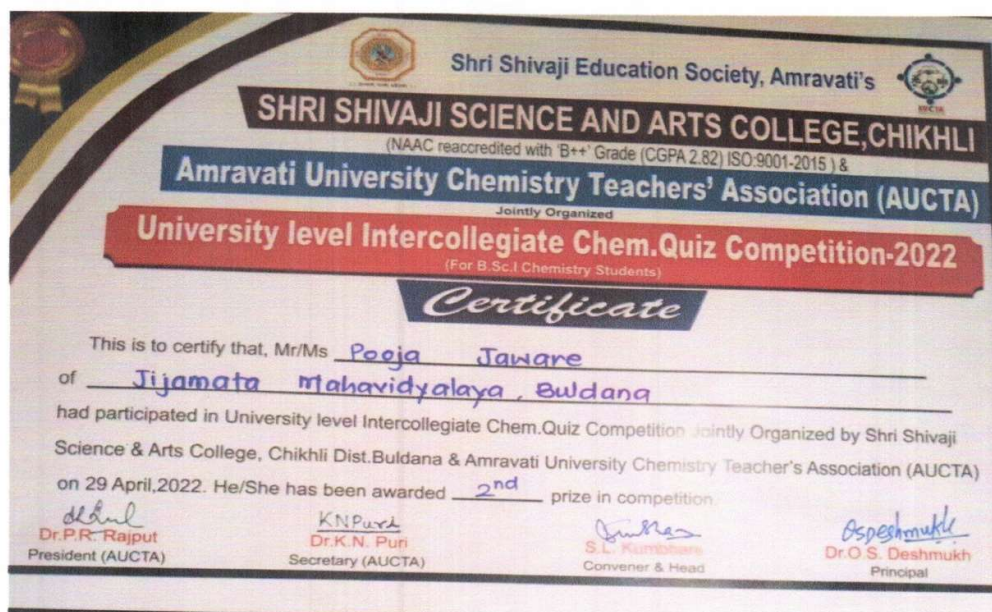 Shri Shivaji Education Society, Amravati's
SHRI SHIVAJI SCIENCE AND ARTS COLLEGE,CHIKHLI
(NAAC reaccredited with 'B++' Grade (CGPA 2.82) ISO:9001-2015 ) &
Amravati University Chemistry Teachers' Association (AUCTA)
Jointly Organized
University level Intercollegiate Chem.Quiz Competition-2022
(For B.Sc.I Chemistry Students)
Certificate
This is to certify that, Mr/Ms Pooja Jaware
of Jijamata Mahavidyalaya, Buldana
had participated in University level Intercollegiate Chem.Quiz Competition Jointly Organized by Shri Shivaji
Science & Arts College, Chikhli Dist.Buldana & Amravati University Chemistry Teacher's Association (AUCTA)
on 29 April,2022. He/She has been awarded 2nd prize in competition.
KNPuri
OSDeshmukh
Dr.P.R. Rajput
Dr.K.N. Puri
S.L. Kumbhare
Dr.O.S. Deshmukh
President (AUCTA)
Secretary (AUCTA)
Convener & Head
Principal